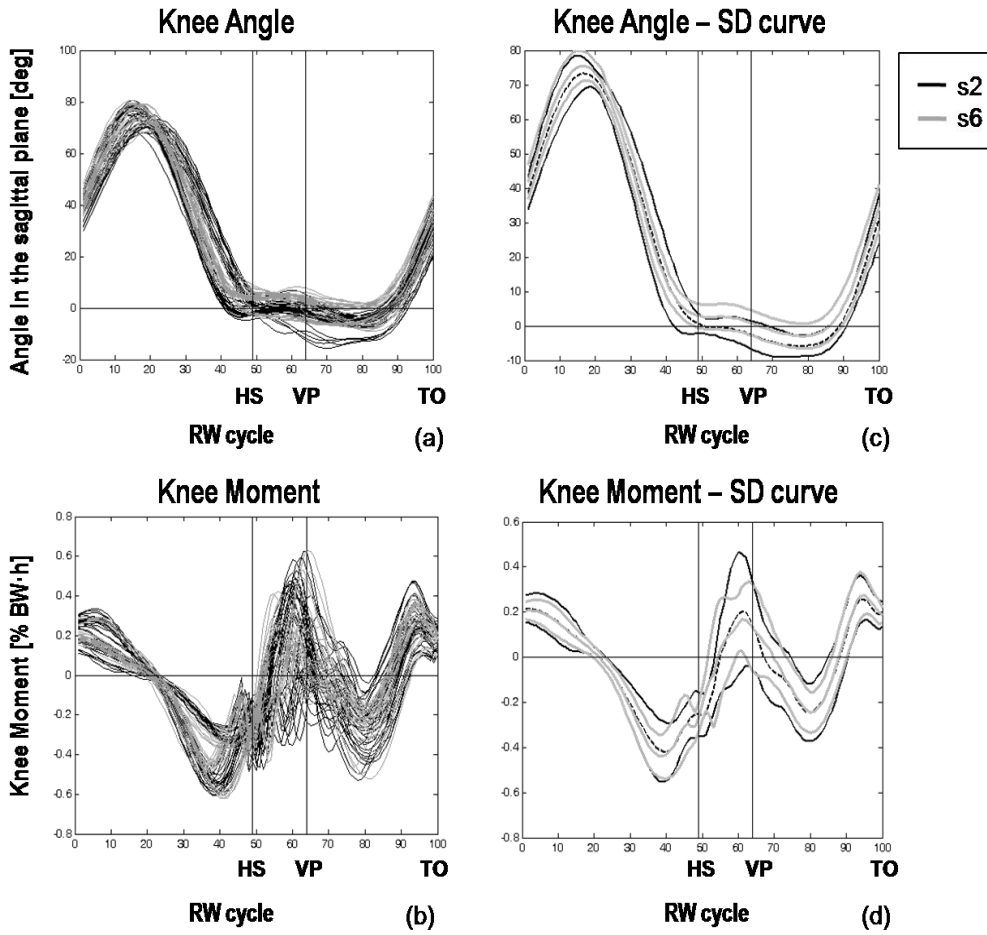 Knee Angle
Angle in the sagittal plane [deg]
100
80
60
40
20
0
-20
0 10 20 30 40 50 60 70 80 90 100
HS VP TO
RW cycle
(a)
Knee Angle – SD curve
80
70
60
50
40
30
20
10
0
-10
0 10 20 30 40 50 60 70 80 90 100
HS VP TO
RW cycle
(c)
s2
s6
Knee Moment
Knee Moment [% BW·h]
0.8
0.6
0.4
0.2
0
-0.2
-0.4
-0.6
-0.8
0 10 20 30 40 50 60 70 80 90 100
HS VP TO
RW cycle
(b)
Knee Moment – SD curve
0.6
0.4
0.2
0
-0.2
-0.4
-0.6
-0.8
0 10 20 30 40 50 60 70 80 90 100
HS VP TO
RW cycle
(d)